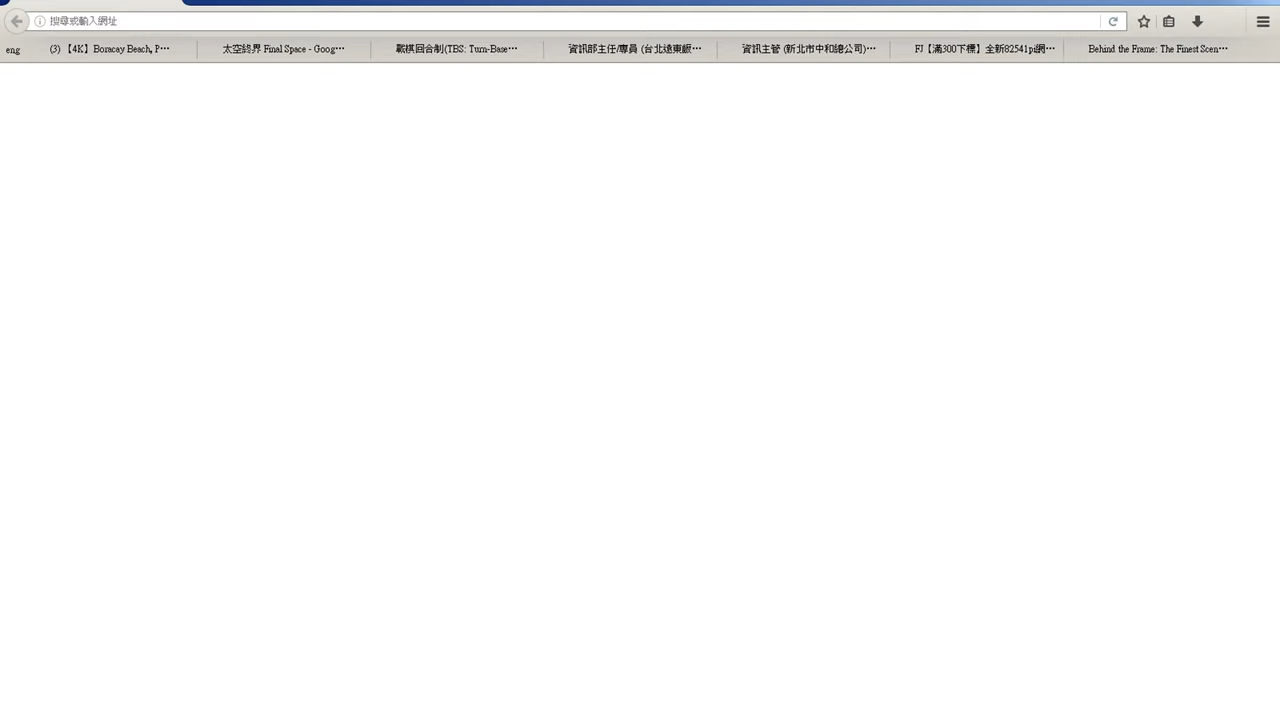 搜尋或輸入網址
eng (3)【4K】Boracay Beach, P… 太空終界 Final Space - Goog… 戰棋回合制(TBS: Turn-Base… 資訊部主任/專員 (台北遠東飯… 資訊主管 (新北市中和總公司)… FJ【滿300下標】全新82541pi網… Behind the Frame: The Finest Scen…